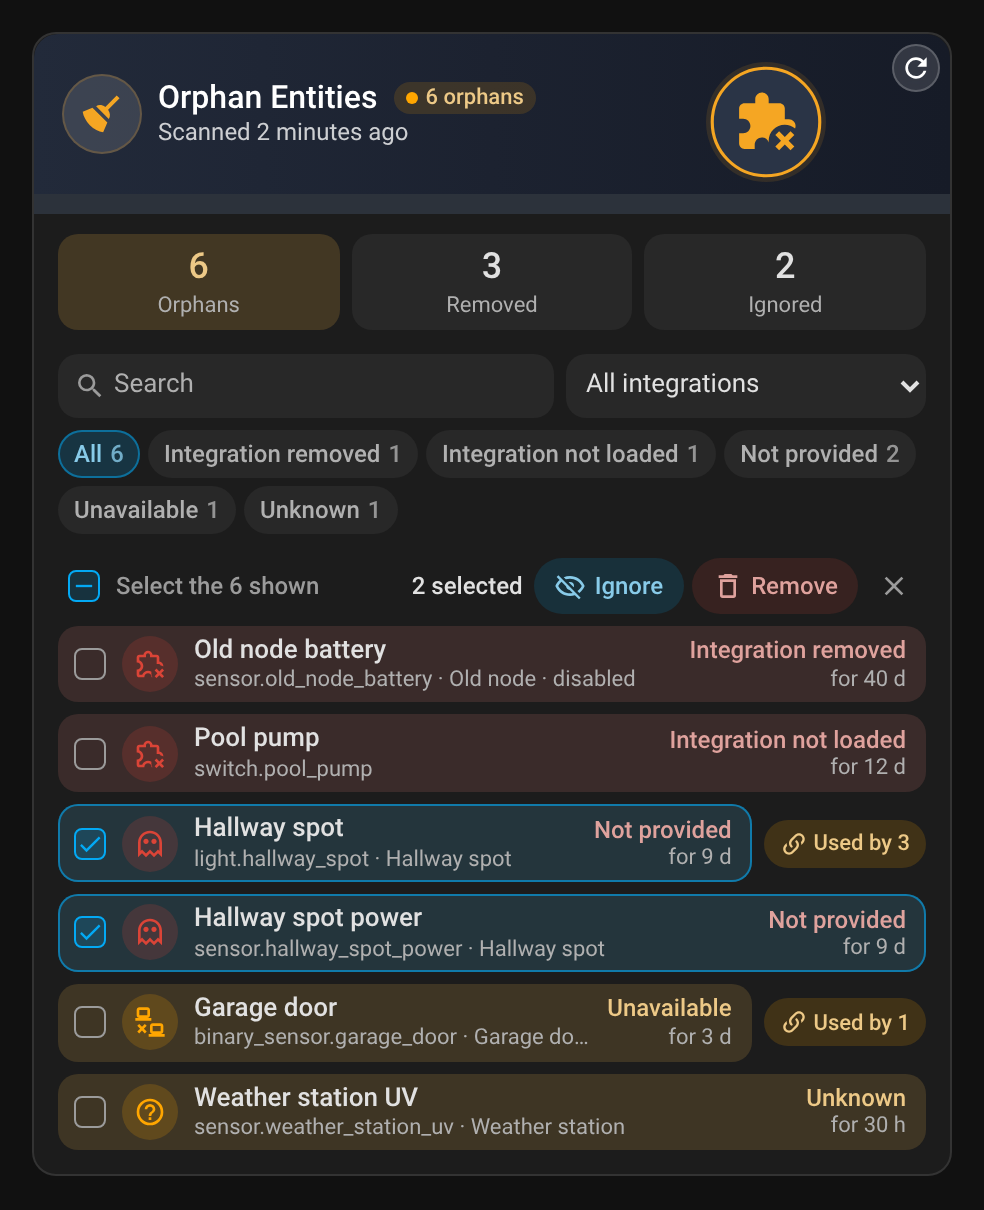 Orphan Entities
6 orphans
Scanned 2 minutes ago
6
Orphans
3
Removed
2
Ignored
Search
All integrations
All 6
Integration removed 1
Integration not loaded 1
Not provided 2
Unavailable 1
Unknown 1
Select the 6 shown
2 selected
Ignore
Remove
Old node battery
Integration removed
sensor.old_node_battery · Old node · disabled
for 40 d
Pool pump
Integration not loaded
switch.pool_pump
for 12 d
Hallway spot
Not provided
light.hallway_spot · Hallway spot
for 9 d
Used by 3
Hallway spot power
Not provided
sensor.hallway_spot_power · Hallway spot
for 9 d
Garage door
Unavailable
binary_sensor.garage_door · Garage do…
for 3 d
Used by 1
Weather station UV
Unknown
sensor.weather_station_uv · Weather station
for 30 h